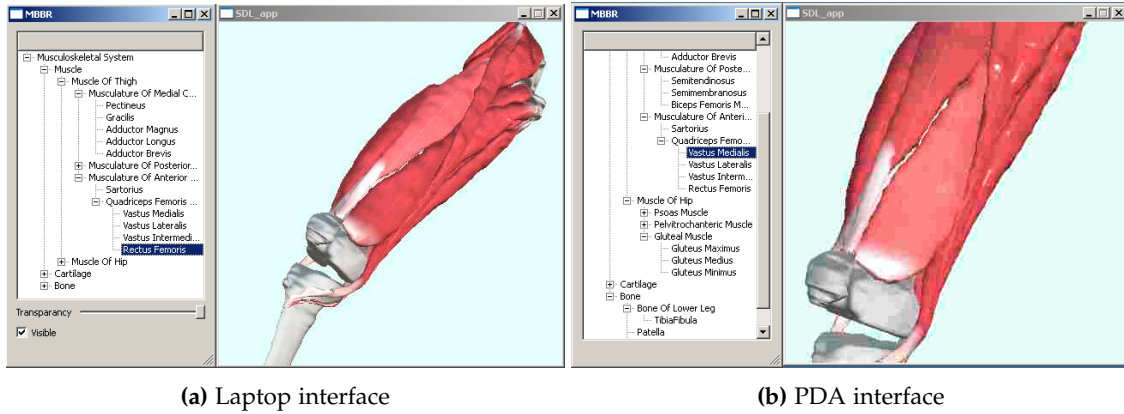 MBBR
Musculoskeletal System
Muscle
Muscle Of Thigh
Musculature Of Medial C...
Pectineus
Gracilis
Adductor Magnus
Adductor Longus
Adductor Brevis
Musculature Of Posterior...
Musculature Of Anterior ...
Sartorius
Quadriceps Femoris ...
Vastus Medialis
Vastus Lateralis
Vastus Intermedi...
Rectus Femoris
Muscle Of Hip
Cartilage
Bone
Transparancy
Visible
SDL_app
(a) Laptop interface
MBBR
Adductor Brevis
Musculature Of Poste...
Semitendinosus
Semimembranosus
Biceps Femoris M...
Musculature Of Anteri...
Sartorius
Quadriceps Femo...
Vastus Medialis
Vastus Lateralis
Vastus Interm...
Rectus Femoris
Muscle Of Hip
Psoas Muscle
Pelvitrochanteric Muscle
Gluteal Muscle
Gluteus Maximus
Gluteus Medius
Gluteus Minimus
Cartilage
Bone
Bone Of Lower Leg
TibiaFibula
Patella
SDL_app
(b) PDA interface